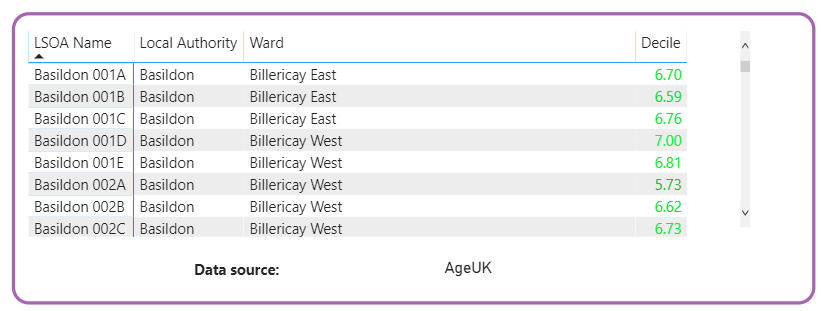 LSOA Name Local Authority Ward Decile
Basildon 001A Basildon Billericay East 6.70
Basildon 001B Basildon Billericay East 6.59
Basildon 001C Basildon Billericay East 6.76
Basildon 001D Basildon Billericay West 7.00
Basildon 001E Basildon Billericay West 6.81
Basildon 002A Basildon Billericay West 5.73
Basildon 002B Basildon Billericay West 6.62
Basildon 002C Basildon Billericay West 6.73
Data source: AgeUK